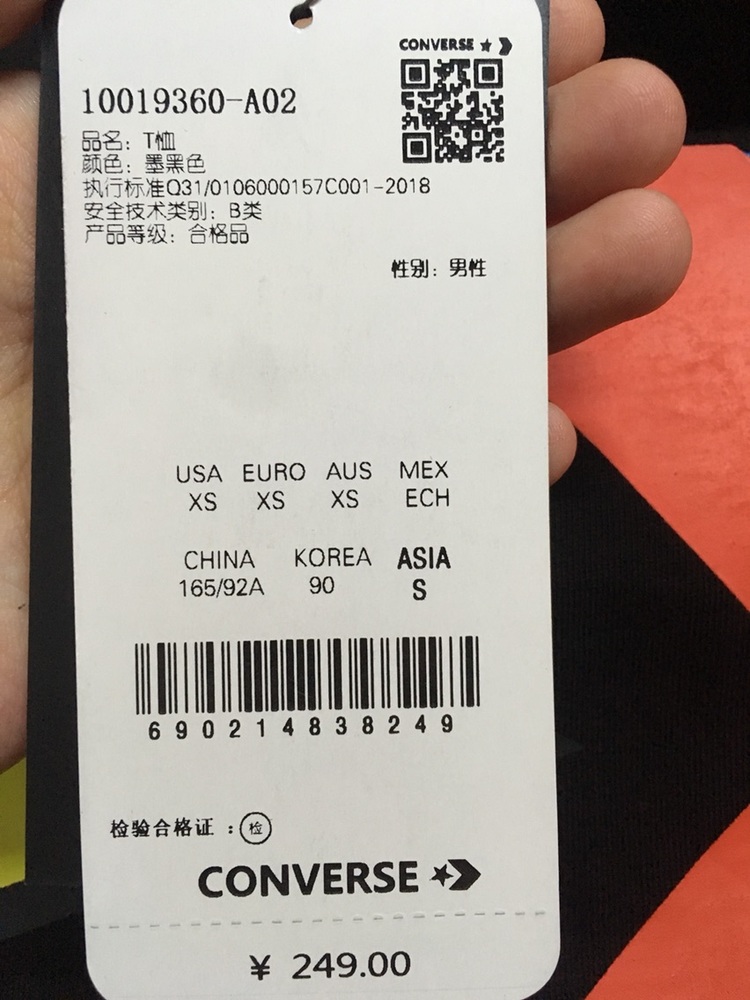 CONVERSE
10019360-A02
品名：T恤
颜色：墨黑色
执行标准Q31/0106000157C001-2018
安全技术类别：B类
产品等级：合格品
性别：男性
USA EURO AUS MEX
XS XS XS ECH
CHINA KOREA ASIA
165/92A 90 S
690214838249
检验合格证：检
CONVERSE
¥ 249.00